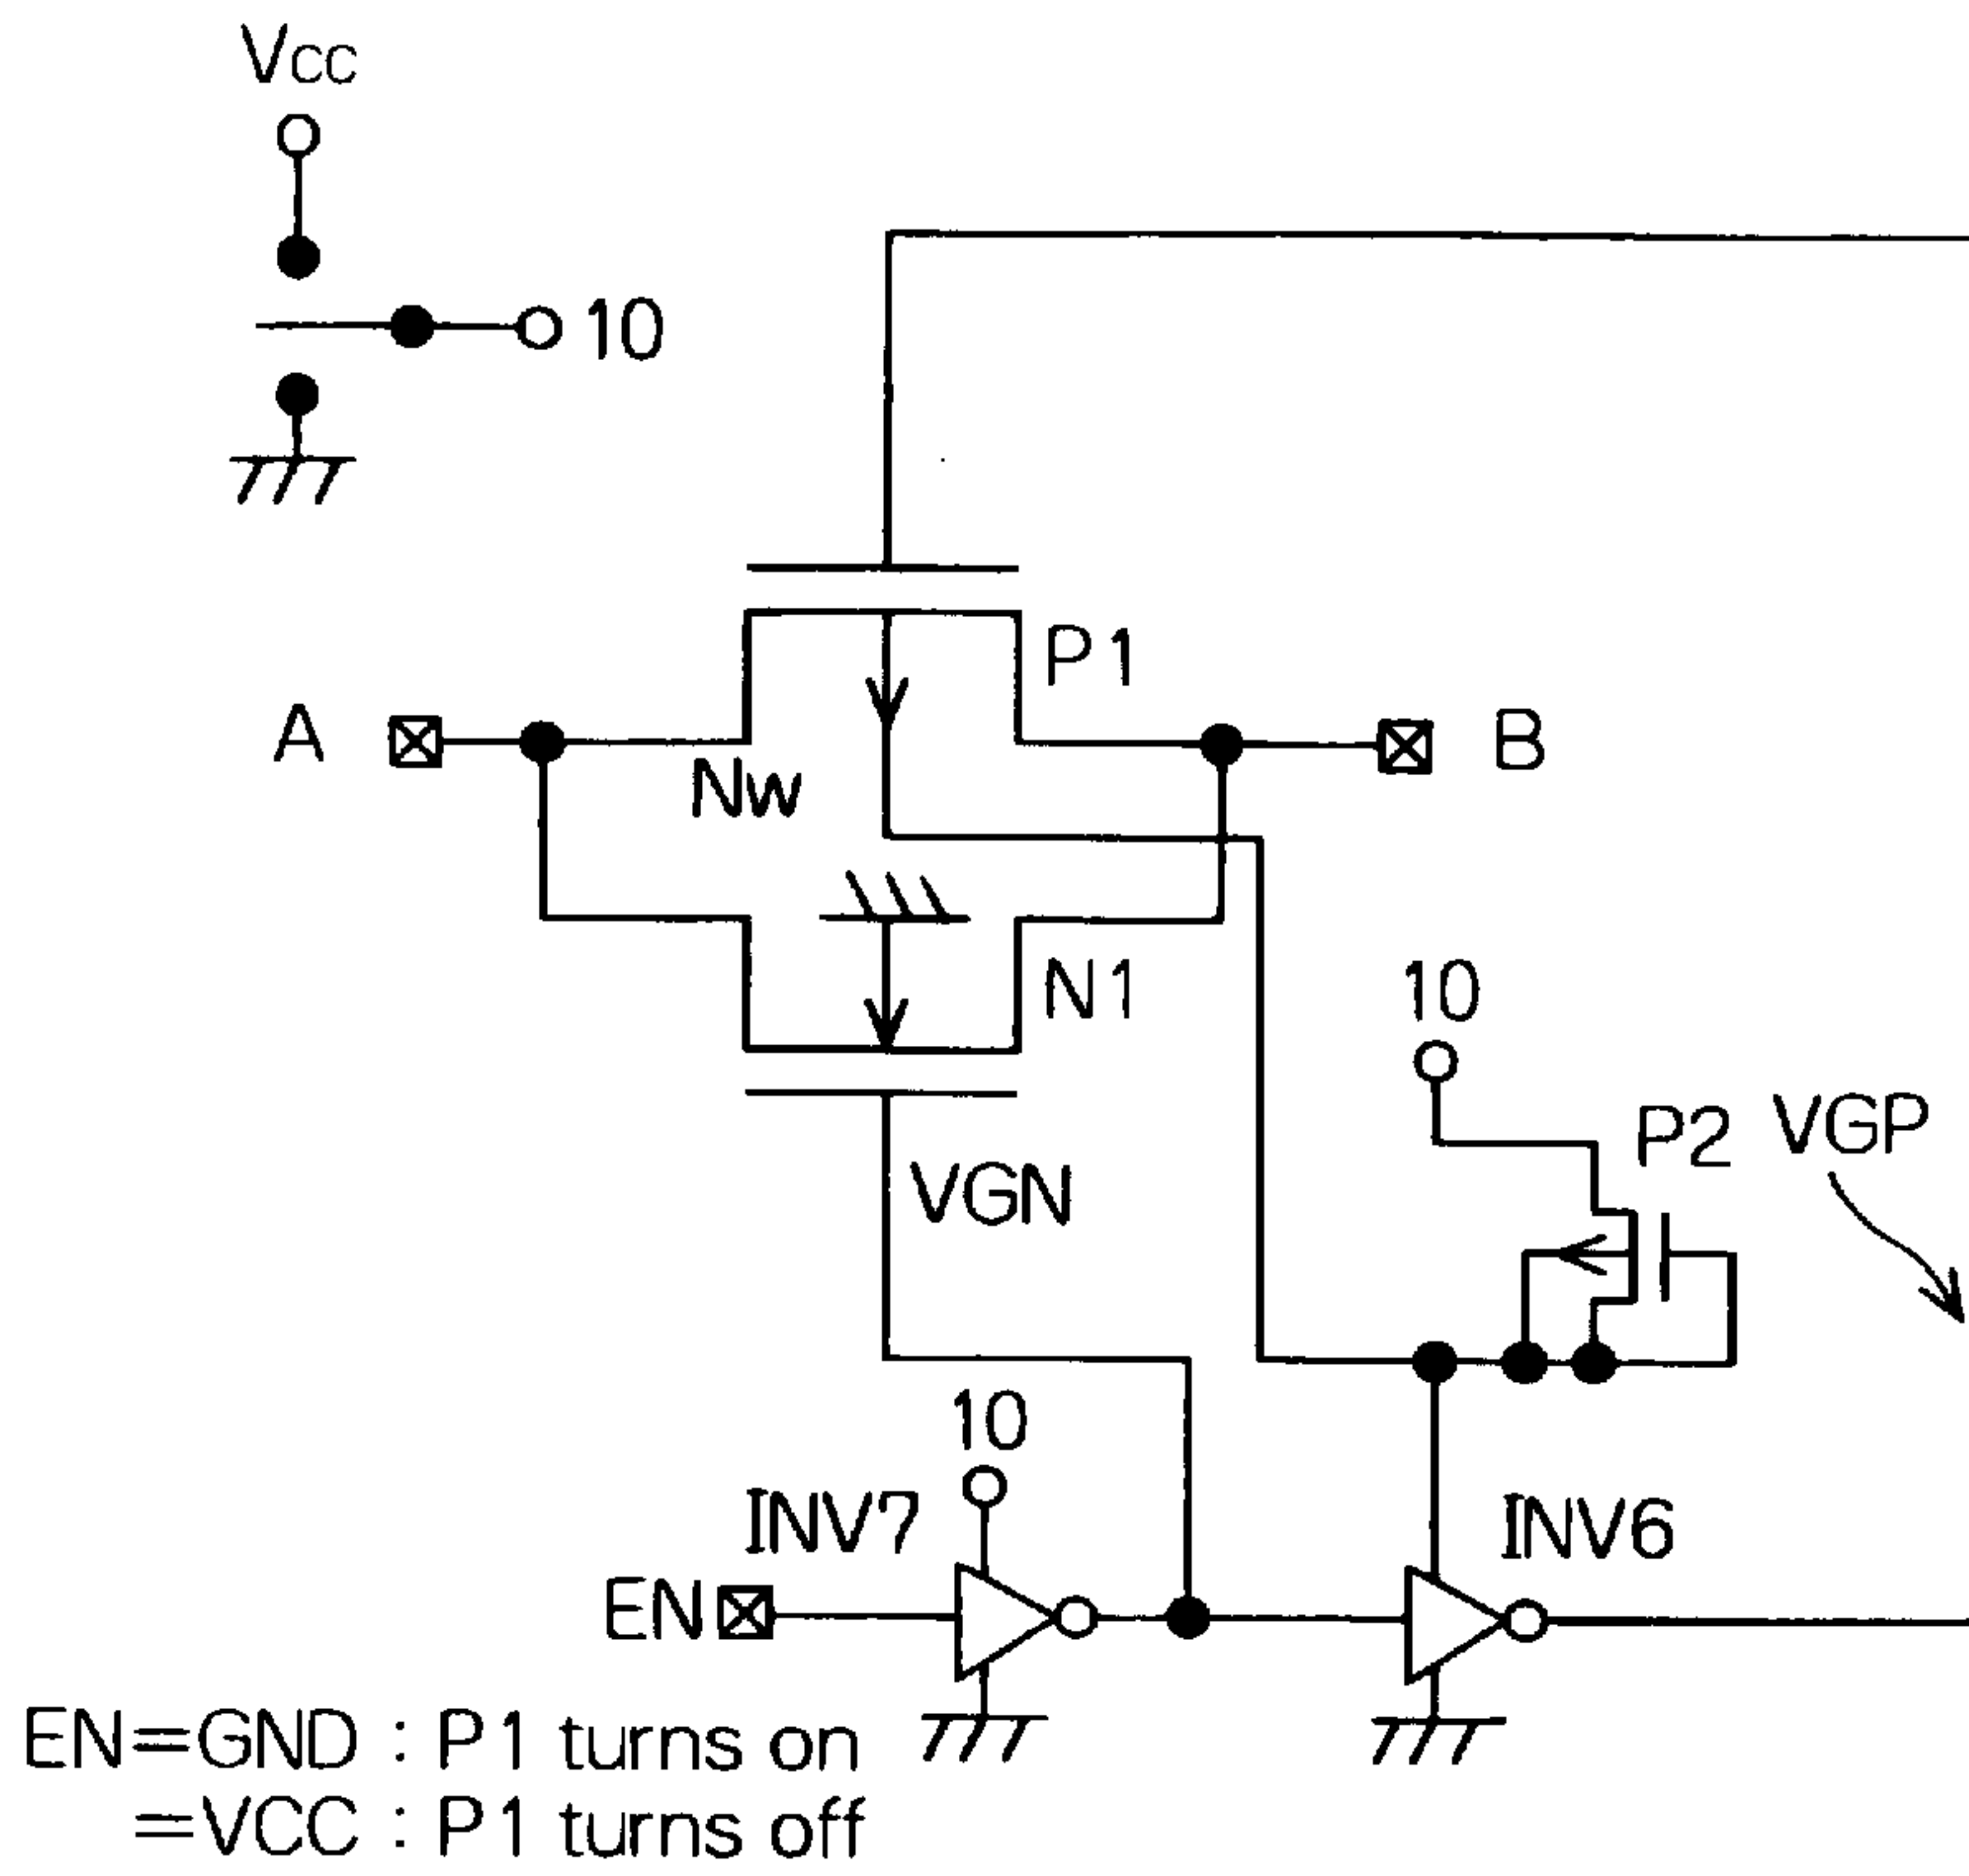 VCC
10
P1
A
B
Nw
N1
10
P2
VGP
VGN
10
INV7
INV6
EN
EN=GND : P1 turns on
=VCC : P1 turns off